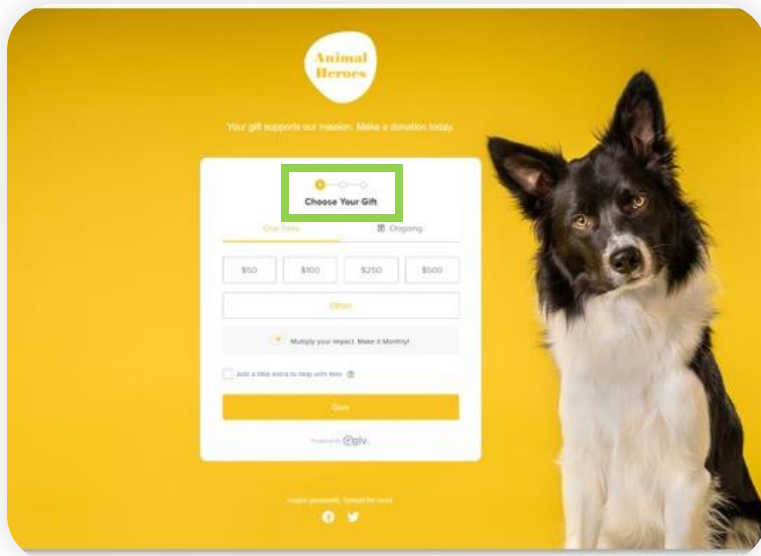 Animal
Heroes
Your gift supports our mission. Make a donation today.
Choose Your Gift
One Time
Ongoing
$50
$100
$250
$500
Other
Multiply your impact. Make it Monthly!
Add a little extra to help with fees
Give
Powered by Qgiv.
Inspire generosity. Spread the word.